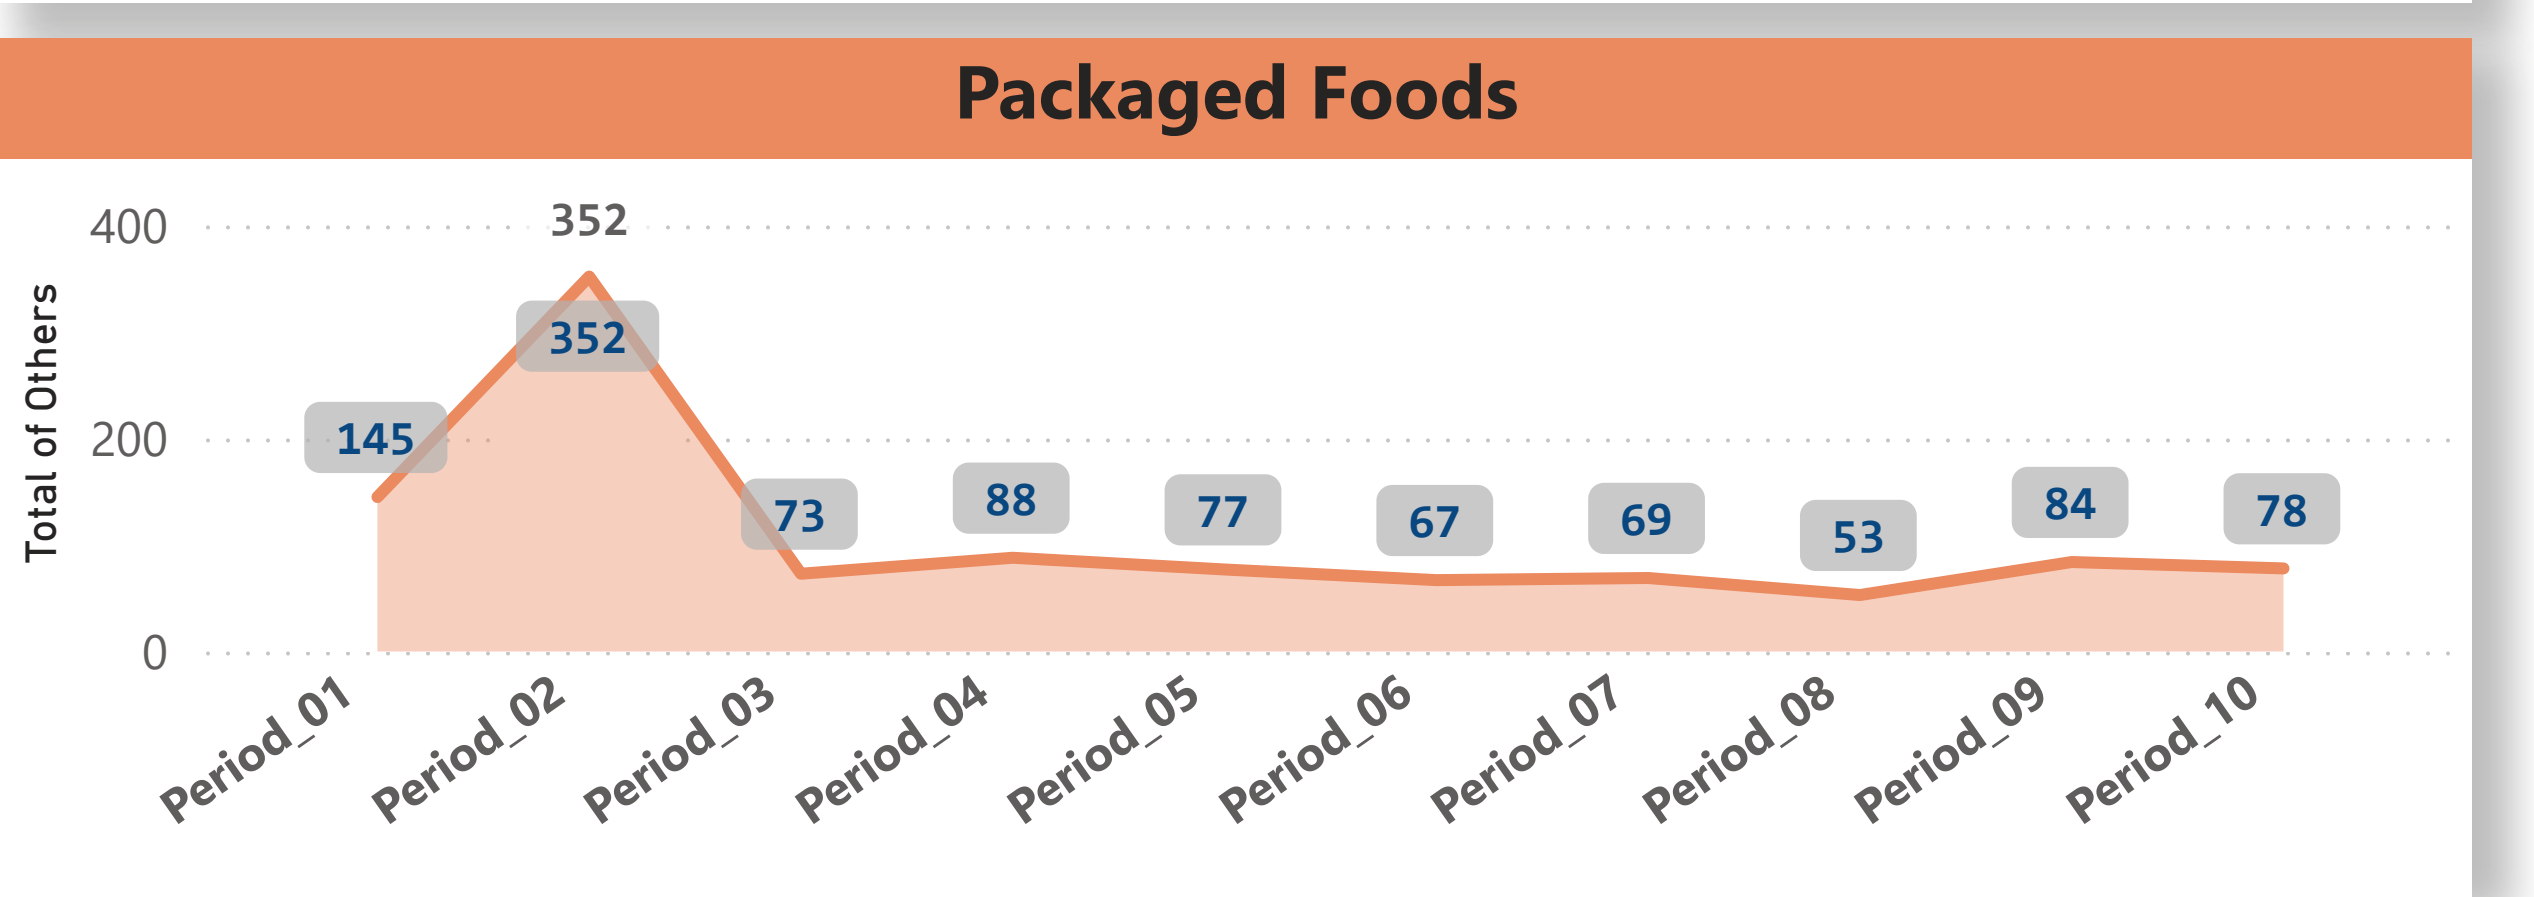 Packaged Foods
Total of Others
400
200
0
352
352
145
73
88
77
67
69
53
84
78
Period_01
Period_02
Period_03
Period_04
Period_05
Period_06
Period_07
Period_08
Period_09
Period_10